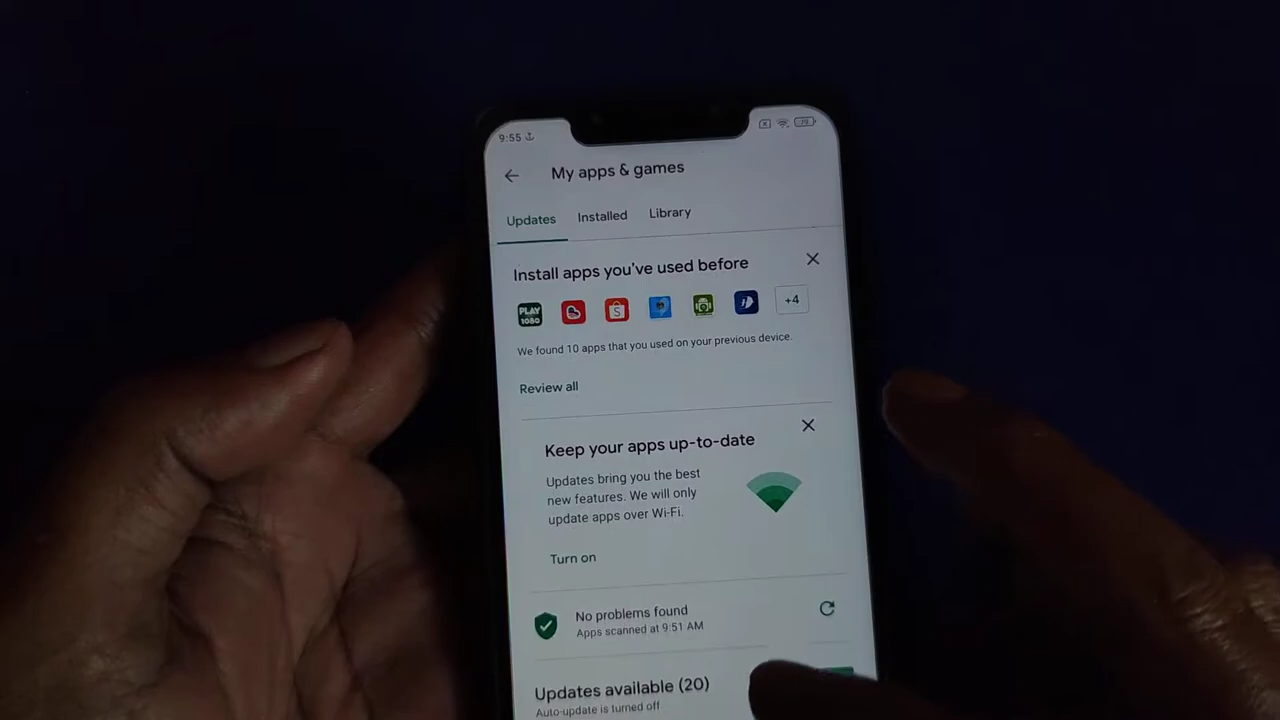 9:55
79
My apps & games
Updates Installed Library
Install apps you've used before
PLAY
1080
S
+4
We found 10 apps that you used on your previous device.
Review all
Keep your apps up-to-date
Updates bring you the best
new features. We will only
update apps over Wi-Fi.
Turn on
No problems found
Apps scanned at 9:51 AM
Updates available (20)
Auto-update is turned off